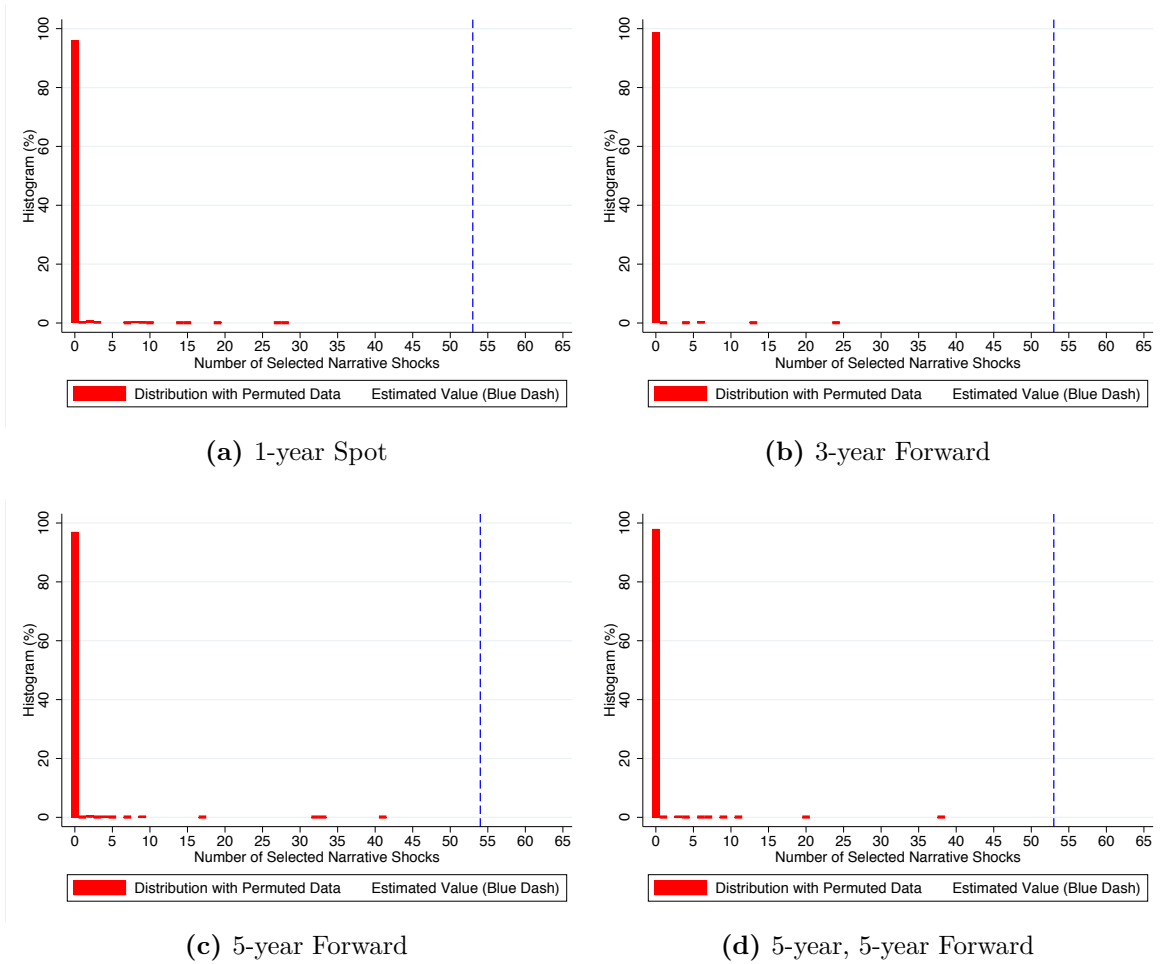 Histogram (%)
0 20 40 60 80 100
0 5 10 15 20 25 30 35 40 45 50 55 60 65
Number of Selected Narrative Shocks
Distribution with Permuted Data Estimated Value (Blue Dash)
(a) 1-year Spot
Histogram (%)
0 20 40 60 80 100
0 5 10 15 20 25 30 35 40 45 50 55 60 65
Number of Selected Narrative Shocks
Distribution with Permuted Data Estimated Value (Blue Dash)
(b) 3-year Forward
Histogram (%)
0 20 40 60 80 100
0 5 10 15 20 25 30 35 40 45 50 55 60 65
Number of Selected Narrative Shocks
Distribution with Permuted Data Estimated Value (Blue Dash)
(c) 5-year Forward
Histogram (%)
0 20 40 60 80 100
0 5 10 15 20 25 30 35 40 45 50 55 60 65
Number of Selected Narrative Shocks
Distribution with Permuted Data Estimated Value (Blue Dash)
(d) 5-year, 5-year Forward